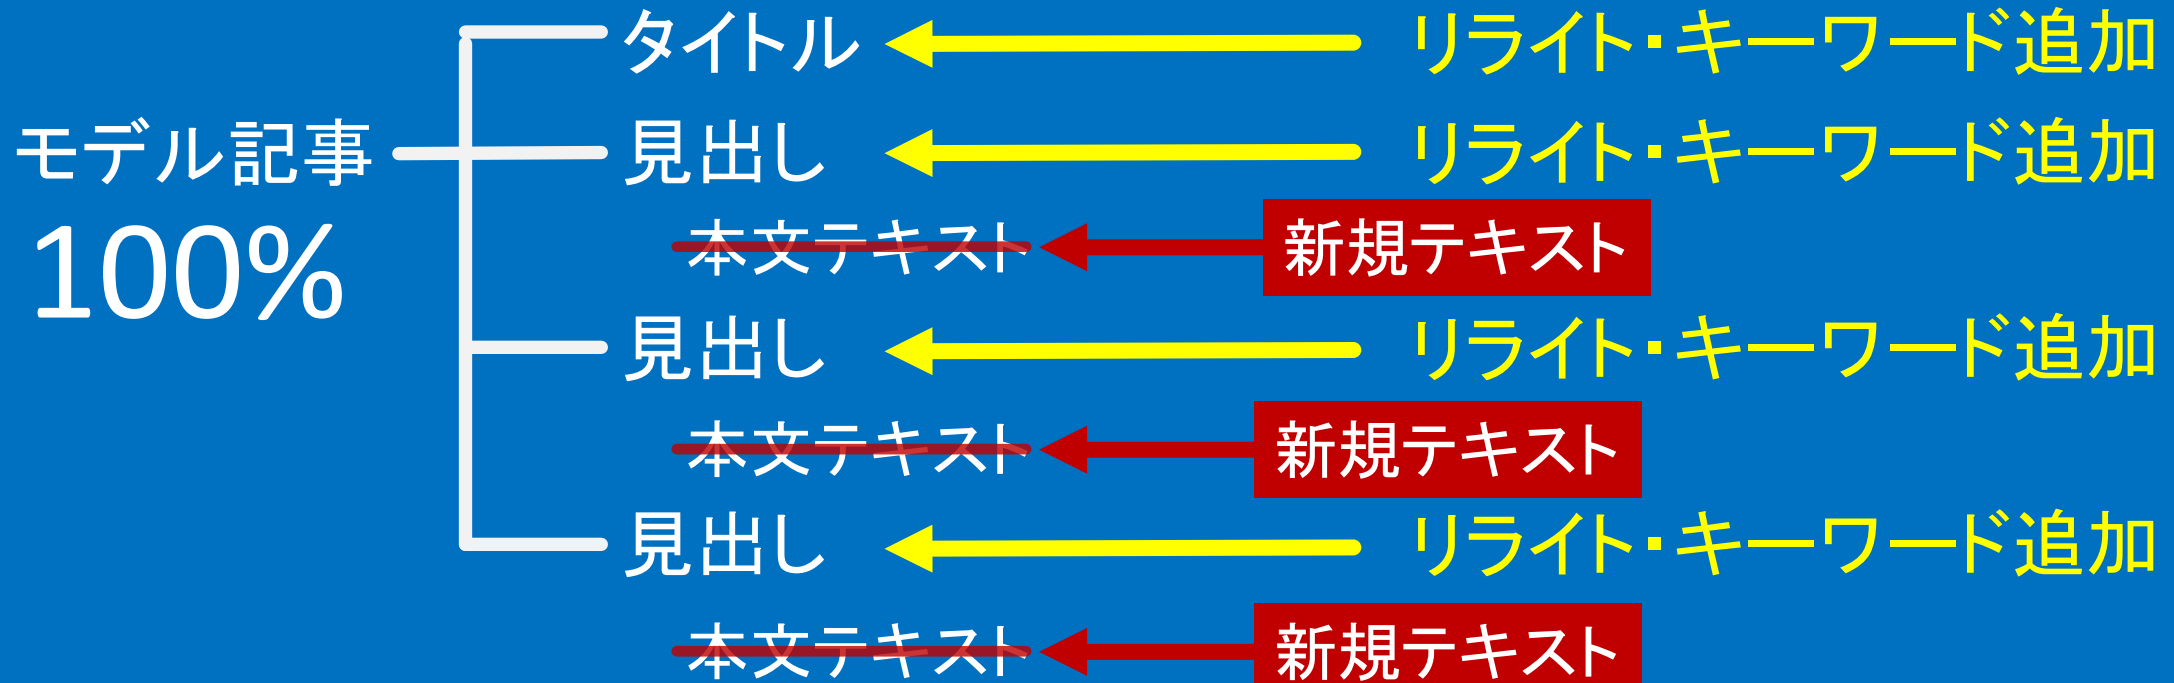 タイトル
リライト・キーワード追加
モデル記事
100%
見出し
リライト・キーワード追加
本文テキスト
新規テキスト
見出し
リライト・キーワード追加
本文テキスト
新規テキスト
見出し
リライト・キーワード追加
本文テキスト
新規テキスト